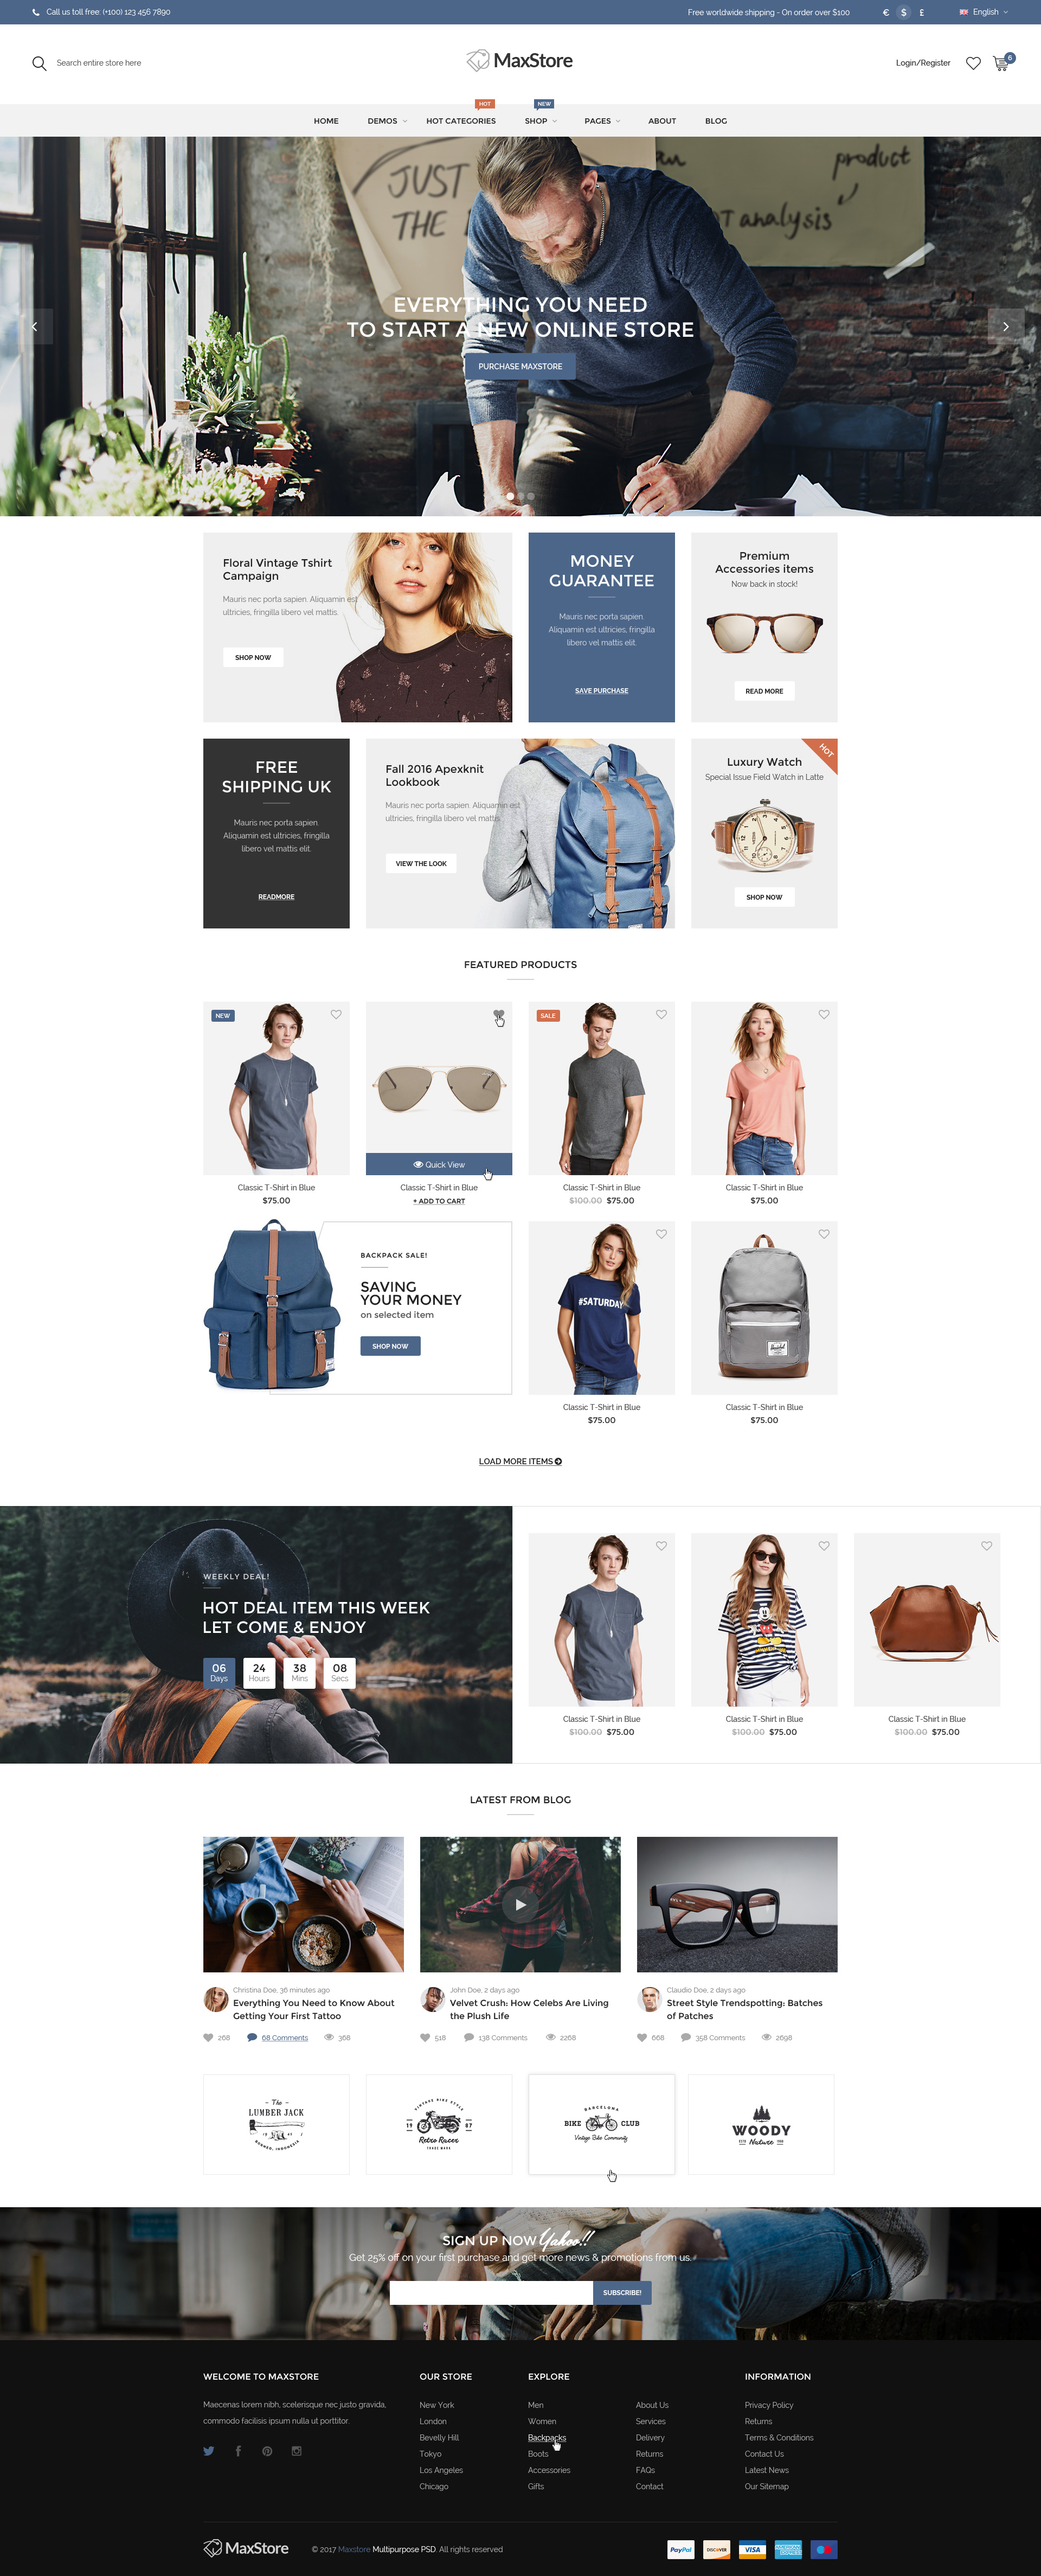 Call us toll free: (+100) 123 456 7890
Free worldwide shipping - On order over $100
€ $ £
English
Search entire store here
MaxStore
Login/Register
6
HOT
NEW
HOME DEMOS HOT CATEGORIES SHOP PAGES ABOUT BLOG
JUST
THE
product
analysis
EVERYTHING YOU NEED
TO START A NEW ONLINE STORE
PURCHASE MAXSTORE
Floral Vintage Tshirt
Campaign
Mauris nec porta sapien. Aliquamin est
ultricies, fringilla libero vel mattis
SHOP NOW
MONEY
GUARANTEE
Mauris nec porta sapien.
Aliquamin est ultricies, fringilla
libero vel mattis elit.
SAVE PURCHASE
Premium
Accessories items
Now back in stock!
READ MORE
FREE
SHIPPING UK
Mauris nec porta sapien.
Aliquamin est ultricies, fringilla
libero vel mattis elit.
READMORE
Fall 2016 Apexknit
Lookbook
Mauris nec porta sapien. Aliquamin est
ultricies, fringilla libero vel mattis
VIEW THE LOOK
HOT
Luxury Watch
Special Issue Field Watch in Latte
SHOP NOW
FEATURED PRODUCTS
NEW
Classic T-Shirt in Blue
$75.00
Quick View
Classic T-Shirt in Blue
+ ADD TO CART
SALE
Classic T-Shirt in Blue
$100.00 $75.00
Classic T-Shirt in Blue
$75.00
BACKPACK SALE!
SAVING
YOUR MONEY
on selected item
SHOP NOW
#SATURDAY
Classic T-Shirt in Blue
$75.00
Classic T-Shirt in Blue
$75.00
LOAD MORE ITEMS
WEEKLY DEAL!
HOT DEAL ITEM THIS WEEK
LET COME & ENJOY
06 24 38 08
Days Hours Mins Secs
Classic T-Shirt in Blue
$100.00 $75.00
Classic T-Shirt in Blue
$100.00 $75.00
Classic T-Shirt in Blue
$100.00 $75.00
LATEST FROM BLOG
Christina Doe, 36 minutes ago
Everything You Need to Know About
Getting Your First Tattoo
268 68 Comments 368
John Doe, 2 days ago
Velvet Crush: How Celebs Are Living
the Plush Life
518 138 Comments 2268
Claudio Doe, 2 days ago
Street Style Trendspotting: Batches
of Patches
668 358 Comments 2698
The
LUMBER JACK
BORNEO, INDONESIA
VINTAGE BIKE STYLE
19 87
Retro Racer
TRADE MARK
BARCELONA
BIKE CLUB
Vintage Bike Community
WOODY
Nature
SIGN UP NOW Yahoo!!
Get 25% off on your first purchase and get more news & promotions from us.
SUBSCRIBE!
WELCOME TO MAXSTORE
Maecenas lorem nibh, scelerisque nec justo gravida,
commodo facilisis ipsum nulla ut porttitor.
OUR STORE
New York
London
Bevelly Hill
Tokyo
Los Angeles
Chicago
EXPLORE
Men
Women
Backpacks
Boots
Accessories
Gifts
About Us
Services
Delivery
Returns
FAQs
Contact
INFORMATION
Privacy Policy
Returns
Terms & Conditions
Contact Us
Latest News
Our Sitemap
MaxStore
© 2017 Maxstore Multipurpose PSD. All rights reserved
PayPal
DISCOVER
VISA